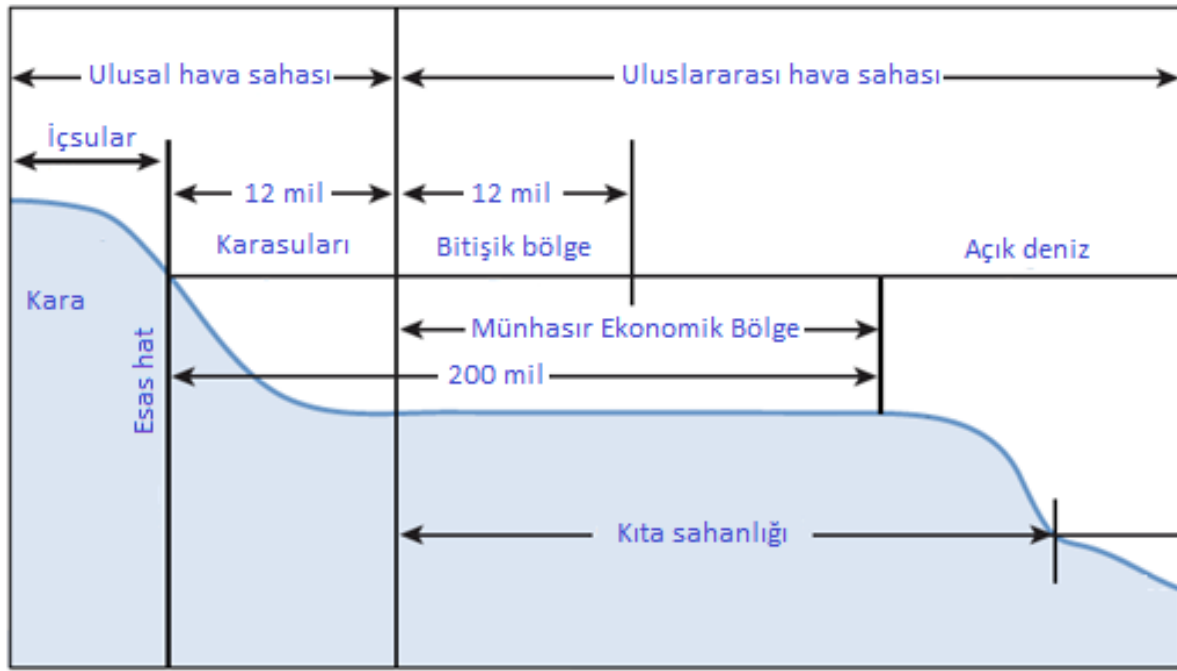 Ulusal hava sahası
Uluslararası hava sahası
İçsular
12 mil
12 mil
Karasuları
Bitişik bölge
Açık deniz
Kara
Münhasır Ekonomik Bölge
Esas hat
200 mil
Kıta sahanlığı